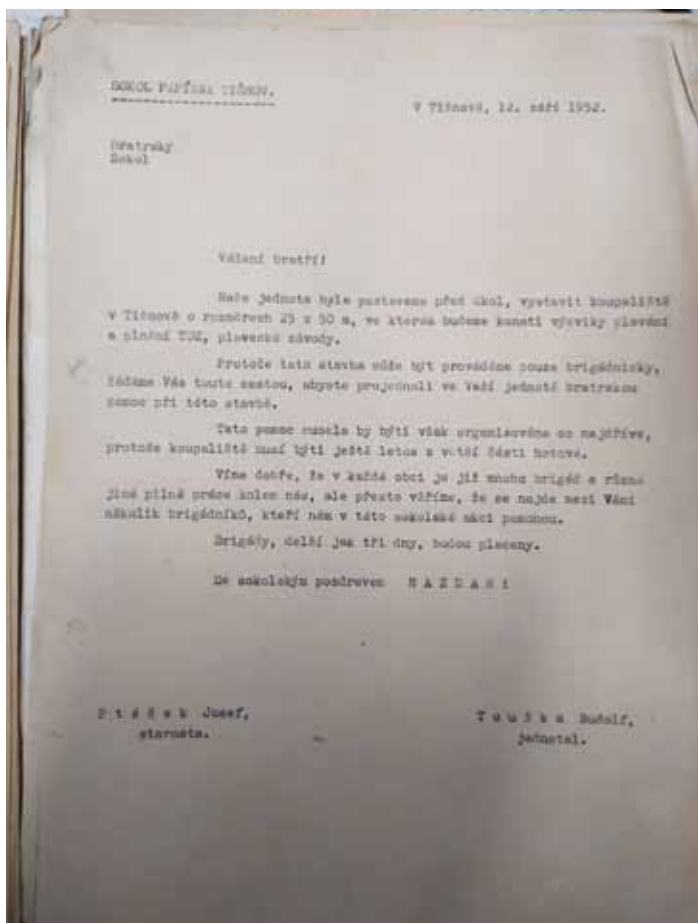 SOKOL PAPÍRNA TIŠNOV.
V Tišnově, 12. září 1952.
Bratrský
Sokol
Vážení bratří!
Naše jednota byla postavena před úkol, vystavit koupaliště
v Tišnově o rozměrech 25 x 50 m, ve kterém budeme konati výcviky plavání
a plnění TOZ, plavecké závody.
Protože tato stavba může být prováděna pouze brigádnicky,
žádáme Vás touto cestou, abyste projednali ve Vaší jednotě bratrskou
pomoc při této stavbě.
Tato pomoc musela by býti však organisována co nejdříve,
protože koupaliště musí býti ještě letos z větší části hotové.
Víme dobře, že v každé obci je již mnoho brigád a různé
jiné pilné práce kolem nás, ale přesto věříme, že se najde mezi Vámi
několik brigádníků, kteří nám v této sokolské akci pomohou.
Brigády, delší jak tři dny, budou placeny.
Se sokolským pozdravem N A Z D A R !
Josef,
starosta.
T o u š k a Rudolf,
jednatel.